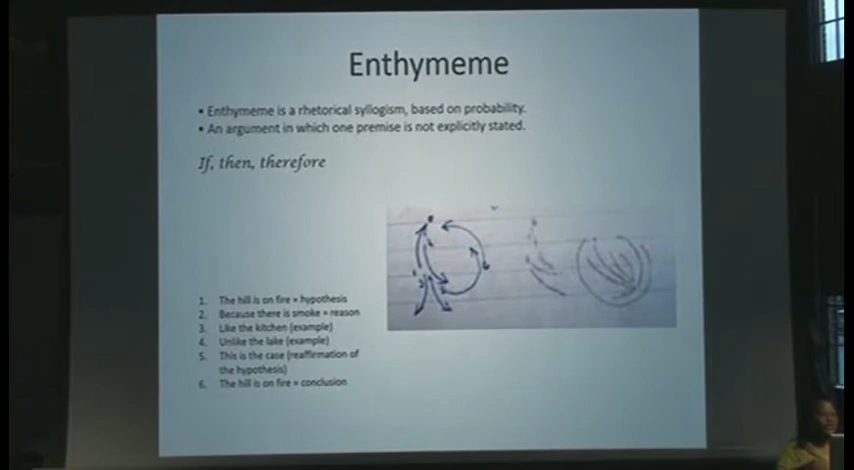 Enthymeme
• Enthymeme is a rhetorical syllogism, based on probability.
• An argument in which one premise is not explicitly stated.
If, then, therefore
1. The hill is on fire = hypothesis
2. Because there is smoke = reason
3. Like the kitchen (example)
4. Unlike the lake (example)
5. This is the case (reaffirmation of
the hypothesis)
6. The hill is on fire = conclusion